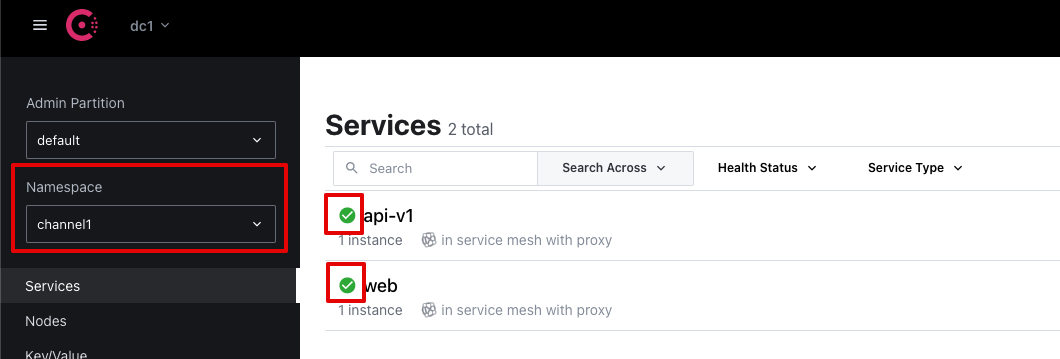 dc1
Admin Partition
default
Namespace
channel1
Services
Nodes
Key/Value
Services 2 total
Search Search Across Health Status Service Type
api-v1
1 instance in service mesh with proxy
web
1 instance in service mesh with proxy